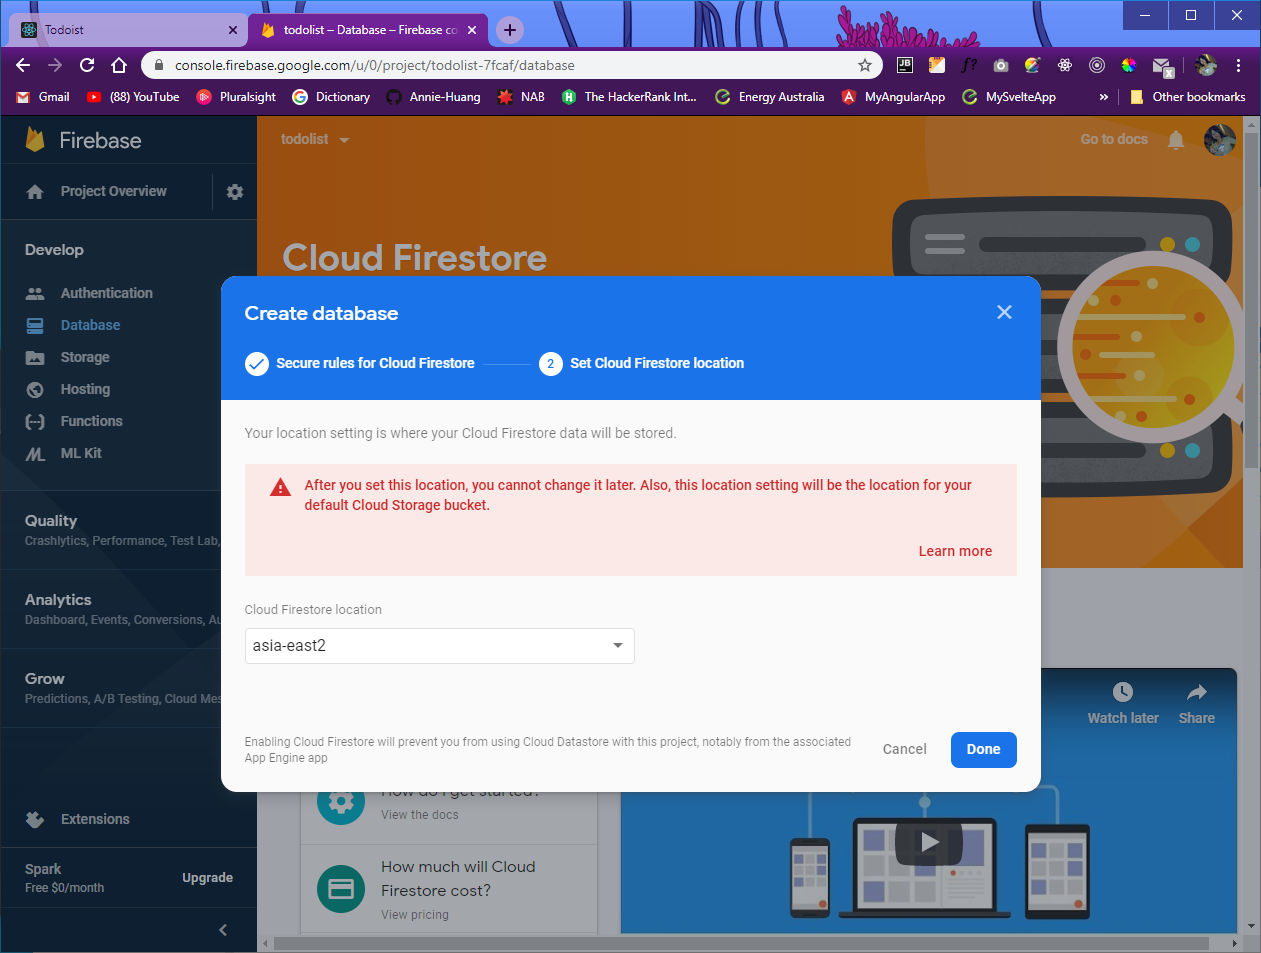 Todoist
todolist – Database – Firebase co
console.firebase.google.com/u/0/project/todolist-7fcaf/database
JB
f?
Gmail
(88) YouTube
Pluralsight
Dictionary
Annie-Huang
NAB
The HackerRank Int...
Energy Australia
MyAngularApp
MySvelteApp
»
Other bookmarks
Firebase
todolist
Go to docs
Project Overview
Cloud Firestore
Develop
Authentication
Database
Storage
Hosting
Functions
ML Kit
Quality
Crashlytics, Performance, Test Lab,
Analytics
Dashboard, Events, Conversions, Au
Grow
Predictions, A/B Testing, Cloud Mes
Extensions
Spark
Free $0/month
Upgrade
Create database
Secure rules for Cloud Firestore
2
Set Cloud Firestore location
Your location setting is where your Cloud Firestore data will be stored.
After you set this location, you cannot change it later. Also, this location setting will be the location for your
default Cloud Storage bucket.
Learn more
Cloud Firestore location
asia-east2
Enabling Cloud Firestore will prevent you from using Cloud Datastore with this project, notably from the associated
App Engine app
Cancel
Done
Watch later
Share
How do I get started?
View the docs
How much will Cloud
Firestore cost?
View pricing